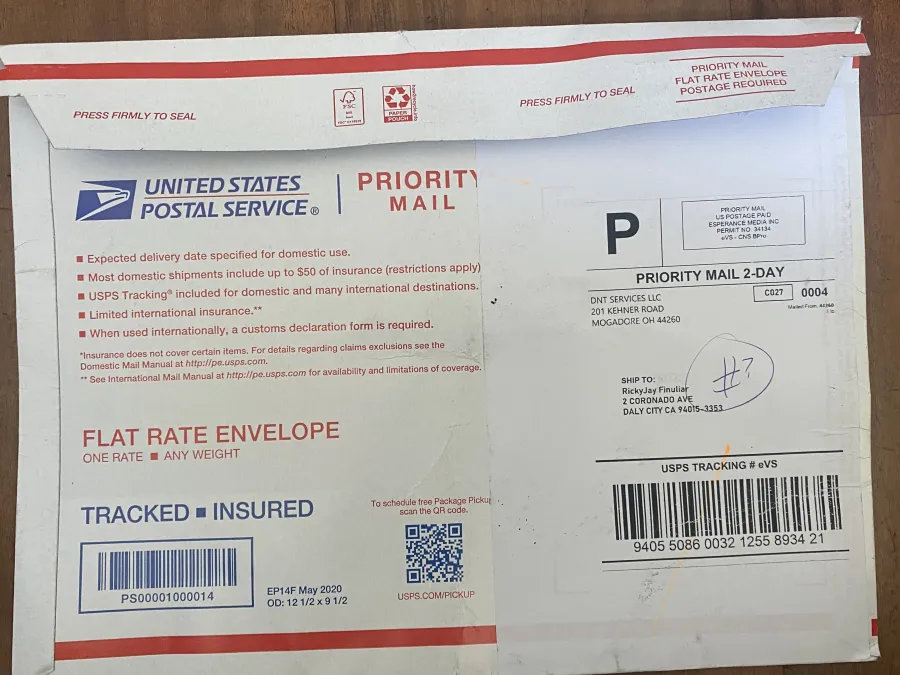 PRESS FIRMLY TO SEAL
FSC
PAPER
POUCH
PRESS FIRMLY TO SEAL
PRIORITY MAIL
FLAT RATE ENVELOPE
POSTAGE REQUIRED
UNITED STATES
POSTAL SERVICE®
PRIORITY
MAIL
■ Expected delivery date specified for domestic use.
■ Most domestic shipments include up to $50 of insurance (restrictions apply)
■ USPS Tracking® included for domestic and many international destinations.
■ Limited international insurance.**
■ When used internationally, a customs declaration form is required.
*Insurance does not cover certain items. For details regarding claims exclusions see the
Domestic Mail Manual at http://pe.usps.com.
** See International Mail Manual at http://pe.usps.com for availability and limitations of coverage.
FLAT RATE ENVELOPE
ONE RATE ■ ANY WEIGHT
TRACKED ■ INSURED
PS00001000014
EP14F May 2020
OD: 12 1/2 x 9 1/2
To schedule free Package Pickup
scan the QR code.
USPS.COM/PICKUP
P
PRIORITY MAIL
US POSTAGE PAID
ESPERANCE MEDIA INC
PERMIT NO. 34134
eVS - CNS BPro
PRIORITY MAIL 2-DAY
DNT SERVICES LLC
201 KEHNER ROAD
MOGADORE OH 44260
C027
0004
Mailed From 44260
1 lb
#?
SHIP TO:
RickyJay Finuliar
2 CORONADO AVE
DALY CITY CA 94015-3353
USPS TRACKING # eVS
9405 5086 0032 1255 8934 21